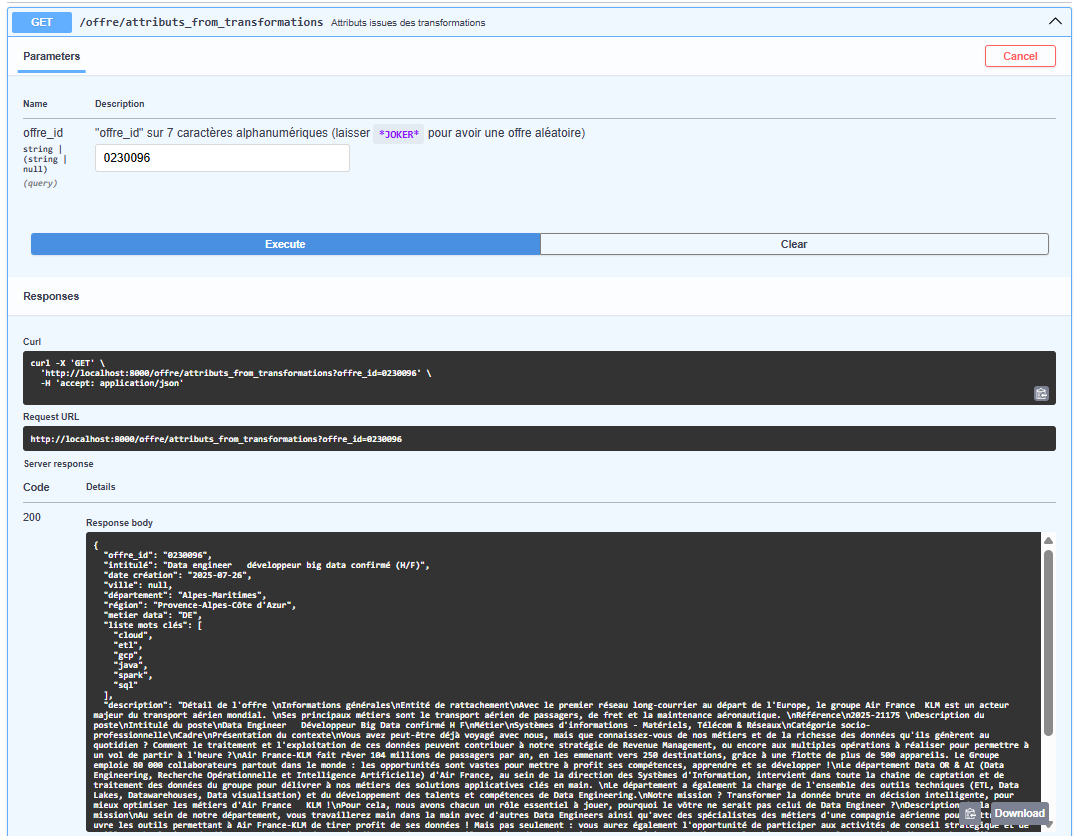 GET /offre/attributs_from_transformations Attributs issues des transformations
Parameters
Cancel
Name Description
offre_id "offre_id" sur 7 caractères alphanumériques (laisser *JOKER* pour avoir une offre aléatoire)
string |
(string |
null)
(query)
0230096
Execute Clear
Responses
Curl
curl -X 'GET' \
'http://localhost:8000/offre/attributs_from_transformations?offre_id=0230096' \
-H 'accept: application/json'
Request URL
http://localhost:8000/offre/attributs_from_transformations?offre_id=0230096
Server response
Code Details
200
Response body
{
"offre_id": "0230096",
"intitulé": "Data engineer   développeur big data confirmé (H/F)",
"date création": "2025-07-26",
"ville": null,
"département": "Alpes-Maritimes",
"région": "Provence-Alpes-Côte d'Azur",
"metier data": "DE",
"liste mots clés": [
"cloud",
"etl",
"gcp",
"java",
"spark",
"sql"
],
"description": "Détail de l'offre \nInformations générales\nEntité de rattachement\nAvec le premier réseau long-courrier au départ de l'Europe, le groupe Air France  KLM est un acteur
majeur du transport aérien mondial. \nSes principaux métiers sont le transport aérien de passagers, de fret et la maintenance aéronautique. \nRéférence\n2025-21175 \nDescription du
poste\nIntitulé du poste\nData Engineer   Développeur Big Data confirmé H F\nMétier\nSystèmes d'informations - Matériels, Télécom & Réseaux\nCatégorie socio-
professionnelle\nCadre\nPrésentation du contexte\nVous avez peut-être déjà voyagé avec nous, mais que connaissez-vous de nos métiers et de la richesse des données qu'ils génèrent au
quotidien ? Comment le traitement et l'exploitation de ces données peuvent contribuer à notre stratégie de Revenue Management, ou encore aux multiples opérations à réaliser pour permettre à
un vol de partir à l'heure ?\nAir France-KLM fait rêver 104 millions de passagers par an, en les emmenant vers 250 destinations, grâce à une flotte de plus de 500 appareils. Le Groupe
emploie 80 000 collaborateurs partout dans le monde : les opportunités sont vastes pour mettre à profit ses compétences, apprendre et se développer !\nLe département Data OR & AI (Data
Engineering, Recherche Opérationnelle et Intelligence Artificielle) d'Air France, au sein de la direction des Systèmes d'Information, intervient dans toute la chaîne de captation et de
traitement des données du groupe pour délivrer à nos métiers des solutions applicatives clés en main. \nLe département a également la charge de l'ensemble des outils techniques (ETL, Data
Lakes, Datawarehouses, Data visualisation) et du développement des talents et compétences de Data Engineering.\nNotre mission ? Transformer la donnée brute en décision intelligente, pour
mieux optimiser les métiers d'Air France   KLM !\nPour cela, nous avons chacun un rôle essentiel à jouer, pourquoi le vôtre ne serait pas celui de Data Engineer ?\nDescription la
mission\nAu sein de notre département, vous travaillerez main dans la main avec d'autres Data Engineers ainsi qu'avec des spécialistes des métiers d'une compagnie aérienne pour
uvre les outils permettant à Air France-KLM de tirer profit de ses données ! Mais pas seulement : vous aurez également l'opportunité de participer aux activités de conseil stratégique et de
Download